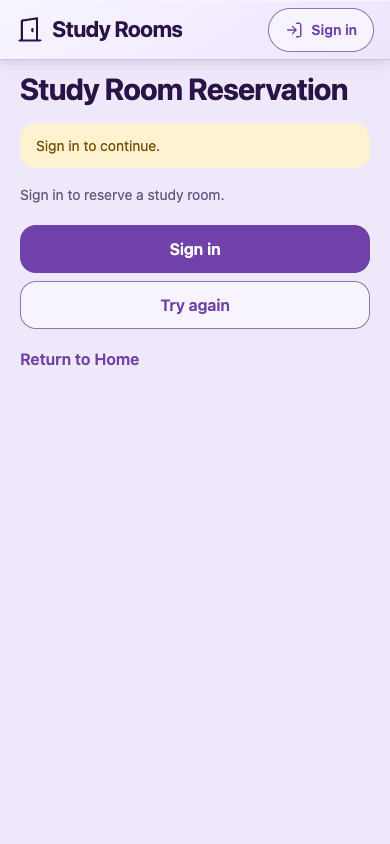 Study Rooms
Sign in
Study Room Reservation
Sign in to continue.
Sign in to reserve a study room.
Sign in
Try again
Return to Home